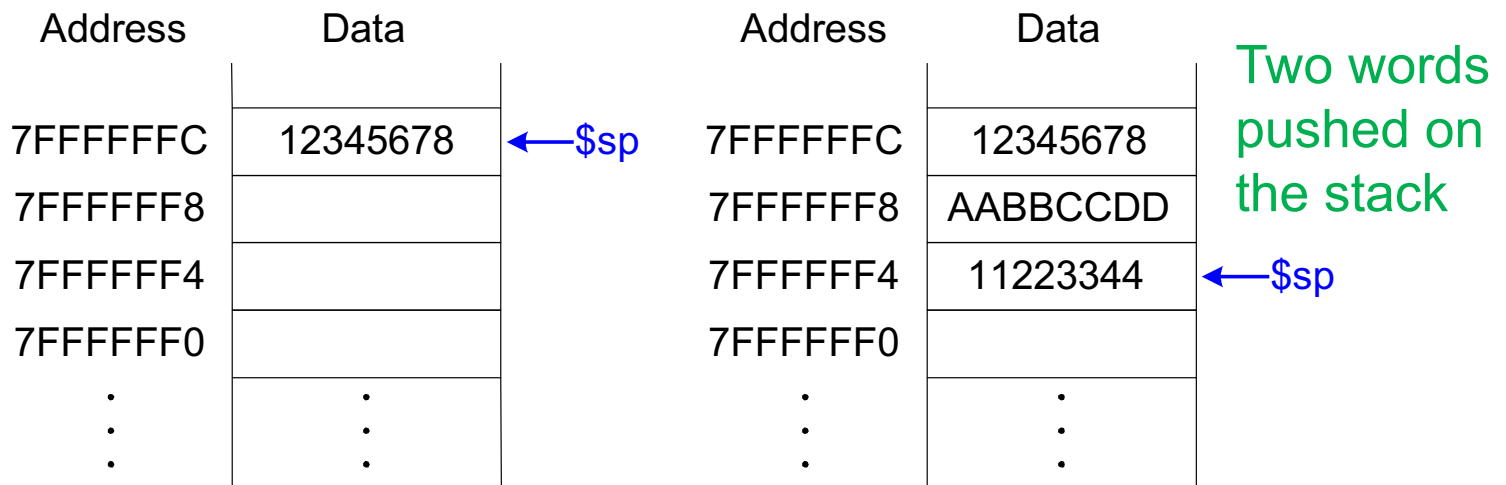 Address Data Address Data
Two words
pushed on
the stack
7FFFFFFC 12345678 $sp 7FFFFFFC 12345678
7FFFFFF8 7FFFFFF8 AABBCCDD
7FFFFFF4 7FFFFFF4 11223344 $sp
7FFFFFF0 7FFFFFF0